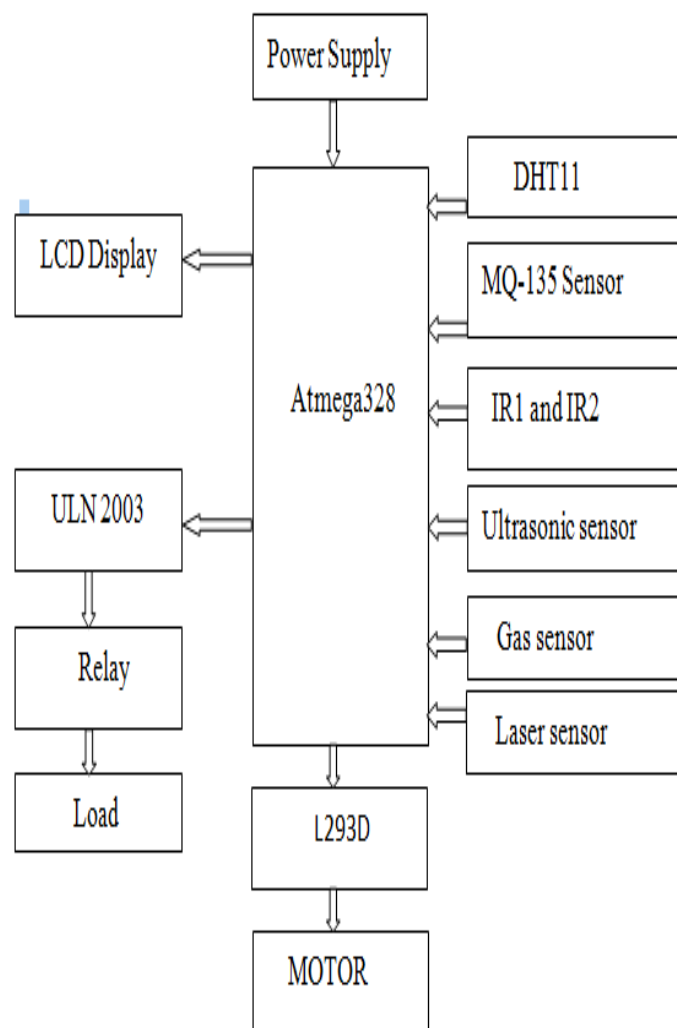 Power Supply
DHT11
LCD Display
MQ-135 Sensor
Atmega328
IR1 and IR2
ULN 2003
Ultrasonic sensor
Gas sensor
Relay
Laser sensor
Load
L293D
MOTOR